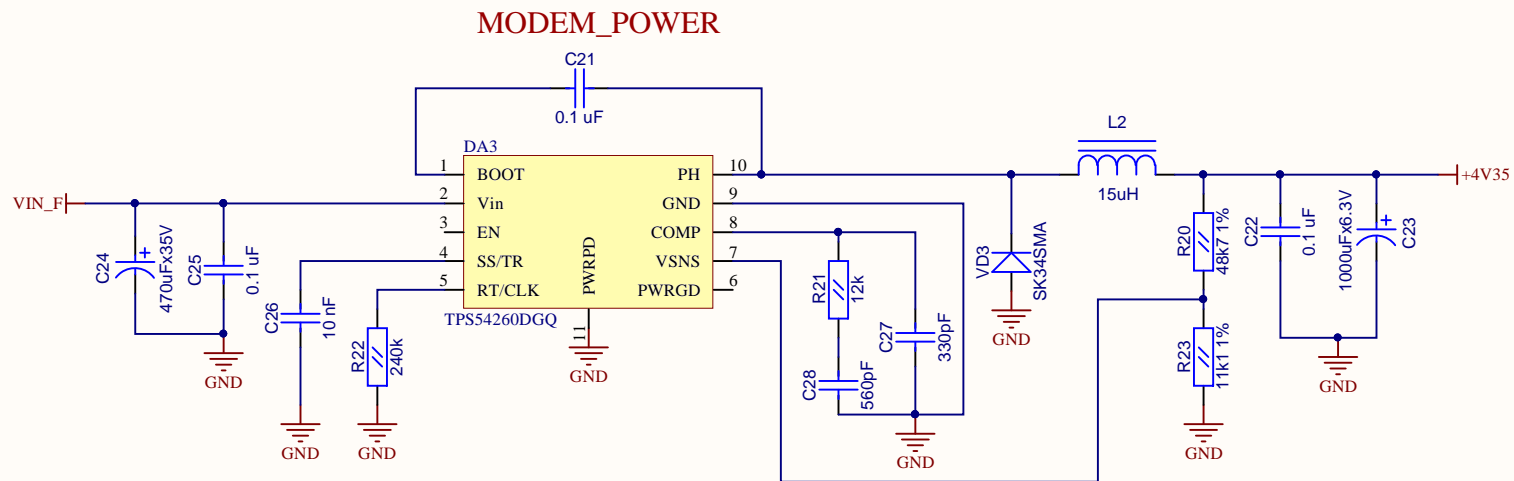 MODEM_POWER
C21
0.1 uF
DA3
1
BOOT
PH
10
2
Vin
GND
9
3
EN
COMP
8
4
SS/TR
VSNS
7
5
RT/CLK
PWRGD
6
PWRPD
11
TPS54260DGQ
GND
VIN_F
C24
470uFx35V
C25
0.1 uF
GND
C26
10 nF
GND
R22
240k
GND
R21
12k
C28
560pF
C27
330pF
GND
VD3
SK34SMA
GND
L2
15uH
R20
48k7 1%
R23
11k1 1%
GND
C22
0.1 uF
C23
1000uFx6.3V
GND
+4V35